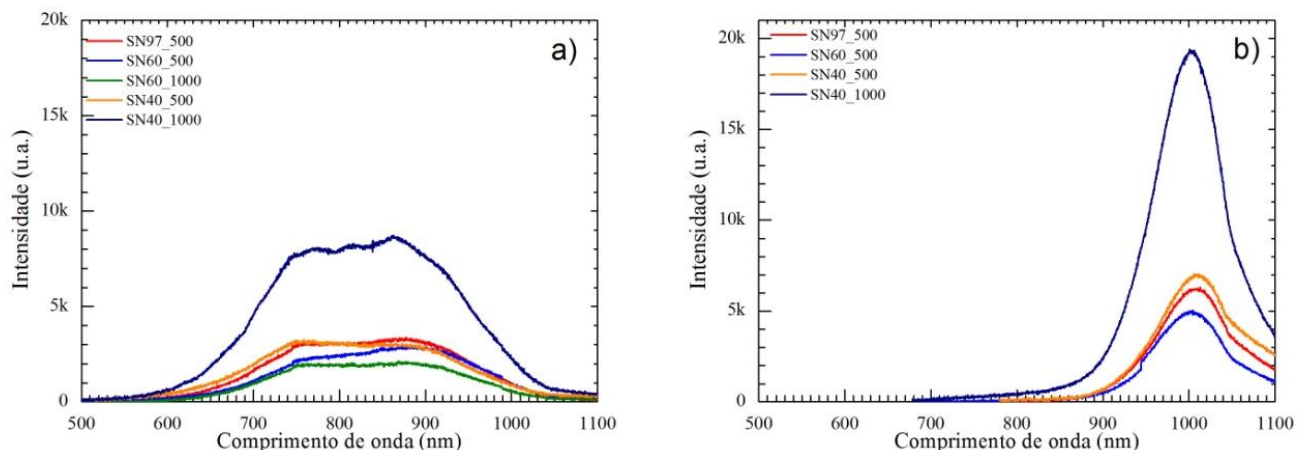 20k
SN97_500
SN60_500
SN60_1000
SN40_500
SN40_1000
a)
15k
10k
5k
0
Intensidade (u.a.)
500 600 700 800 900 1000 1100
Comprimento de onda (nm)
20k
SN97_500
SN60_500
SN40_500
SN40_1000
b)
15k
10k
5k
0
Intensidade (u.a.)
500 600 700 800 900 1000 1100
Comprimento de onda (nm)